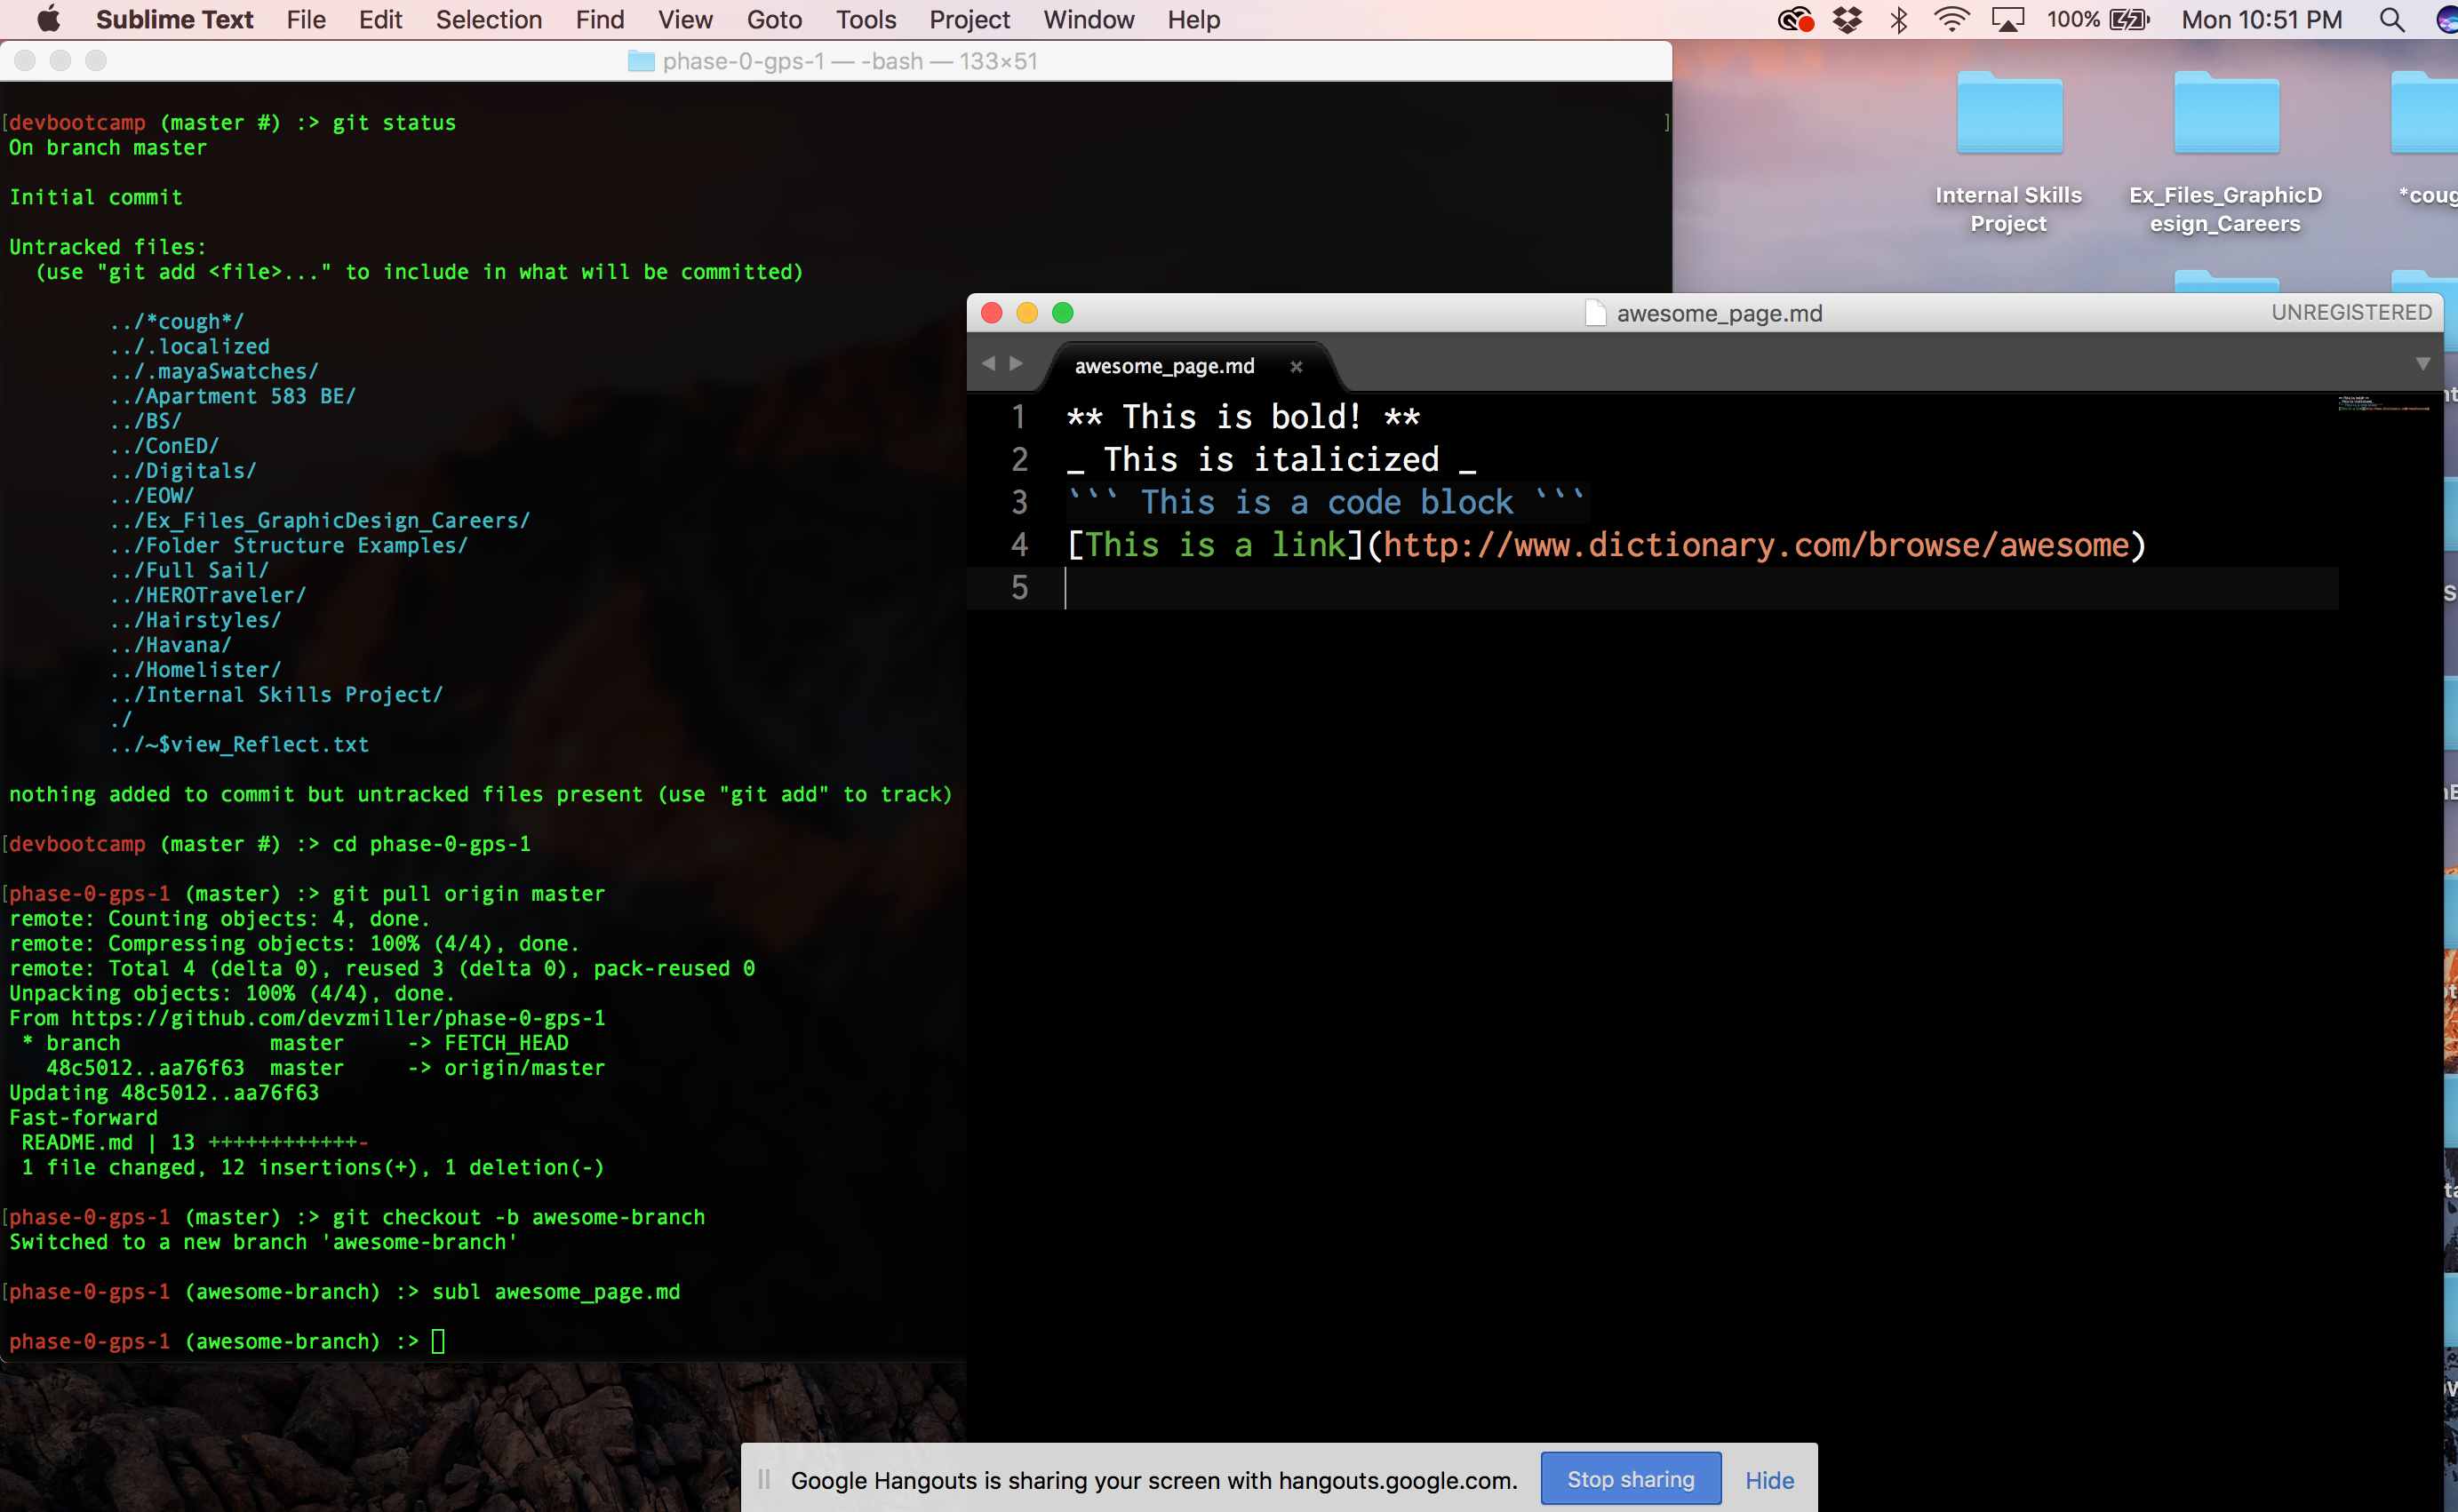 Sublime Text File Edit Selection Find View Goto Tools Project Window Help 100% Mon 10:51 PM
phase-0-gps-1 — -bash — 133×51
[devbootcamp (master #) :> git status ]
On branch master
Initial commit
Untracked files:
(use "git add <file>..." to include in what will be committed)
../*cough*/
../.localized
../.mayaSwatches/
../Apartment 583 BE/
../BS/
../ConED/
../Digitals/
../EOW/
../Ex_Files_GraphicDesign_Careers/
../Folder Structure Examples/
../Full Sail/
../HEROTraveler/
../Hairstyles/
../Havana/
../Homelister/
../Internal Skills Project/
./
../~$view_Reflect.txt
nothing added to commit but untracked files present (use "git add" to track)
[devbootcamp (master #) :> cd phase-0-gps-1
[phase-0-gps-1 (master) :> git pull origin master
remote: Counting objects: 4, done.
remote: Compressing objects: 100% (4/4), done.
remote: Total 4 (delta 0), reused 3 (delta 0), pack-reused 0
Unpacking objects: 100% (4/4), done.
From https://github.com/devzmiller/phase-0-gps-1
* branch master -> FETCH_HEAD
48c5012..aa76f63 master -> origin/master
Updating 48c5012..aa76f63
Fast-forward
README.md | 13 ++++++++++++-
1 file changed, 12 insertions(+), 1 deletion(-)
[phase-0-gps-1 (master) :> git checkout -b awesome-branch
Switched to a new branch 'awesome-branch'
[phase-0-gps-1 (awesome-branch) :> subl awesome_page.md
phase-0-gps-1 (awesome-branch) :>
Internal Skills
Project
Ex_Files_GraphicD
esign_Careers
*coug
awesome_page.md UNREGISTERED
awesome_page.md ×
1 ** This is bold! **
2 _ This is italicized _
3 ``` This is a code block ```
4 [This is a link](http://www.dictionary.com/browse/awesome)
5
Google Hangouts is sharing your screen with hangouts.google.com. Stop sharing Hide